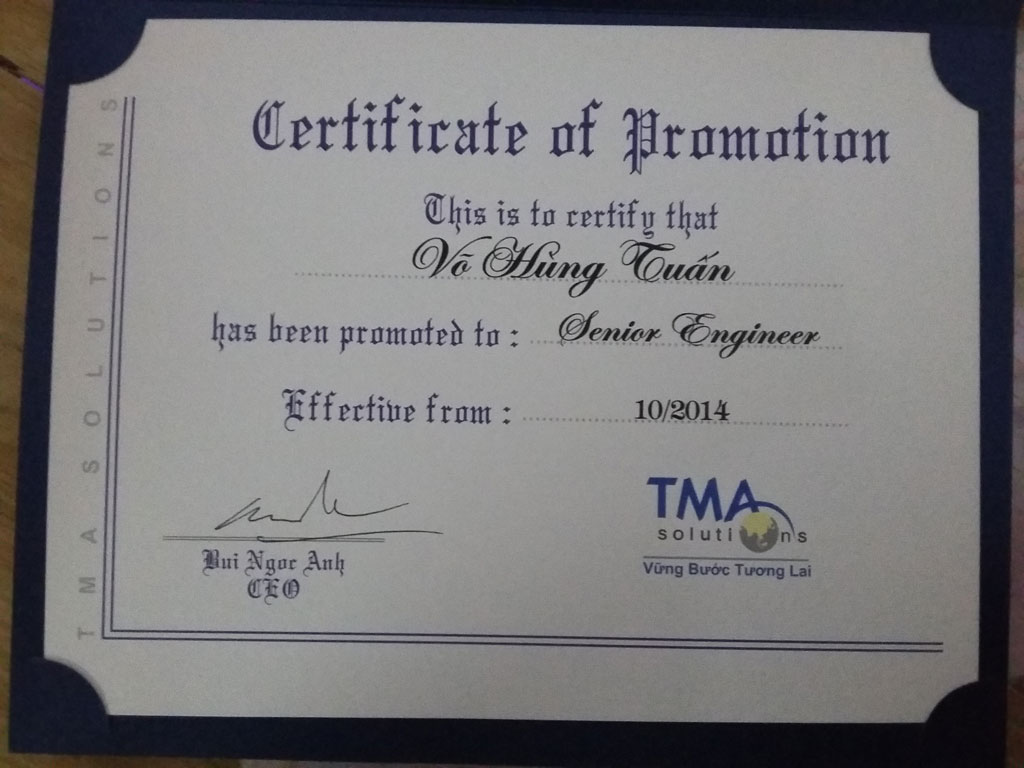 Certificate of Promotion
This is to certify that
Võ Hùng Tuấn
has been promoted to : Senior Engineer
Effective from : 10/2014
Bui Ngoc Anh
CEO
TMA
solutions
Vững Bước Tương Lai
TMA SOLUTIONS